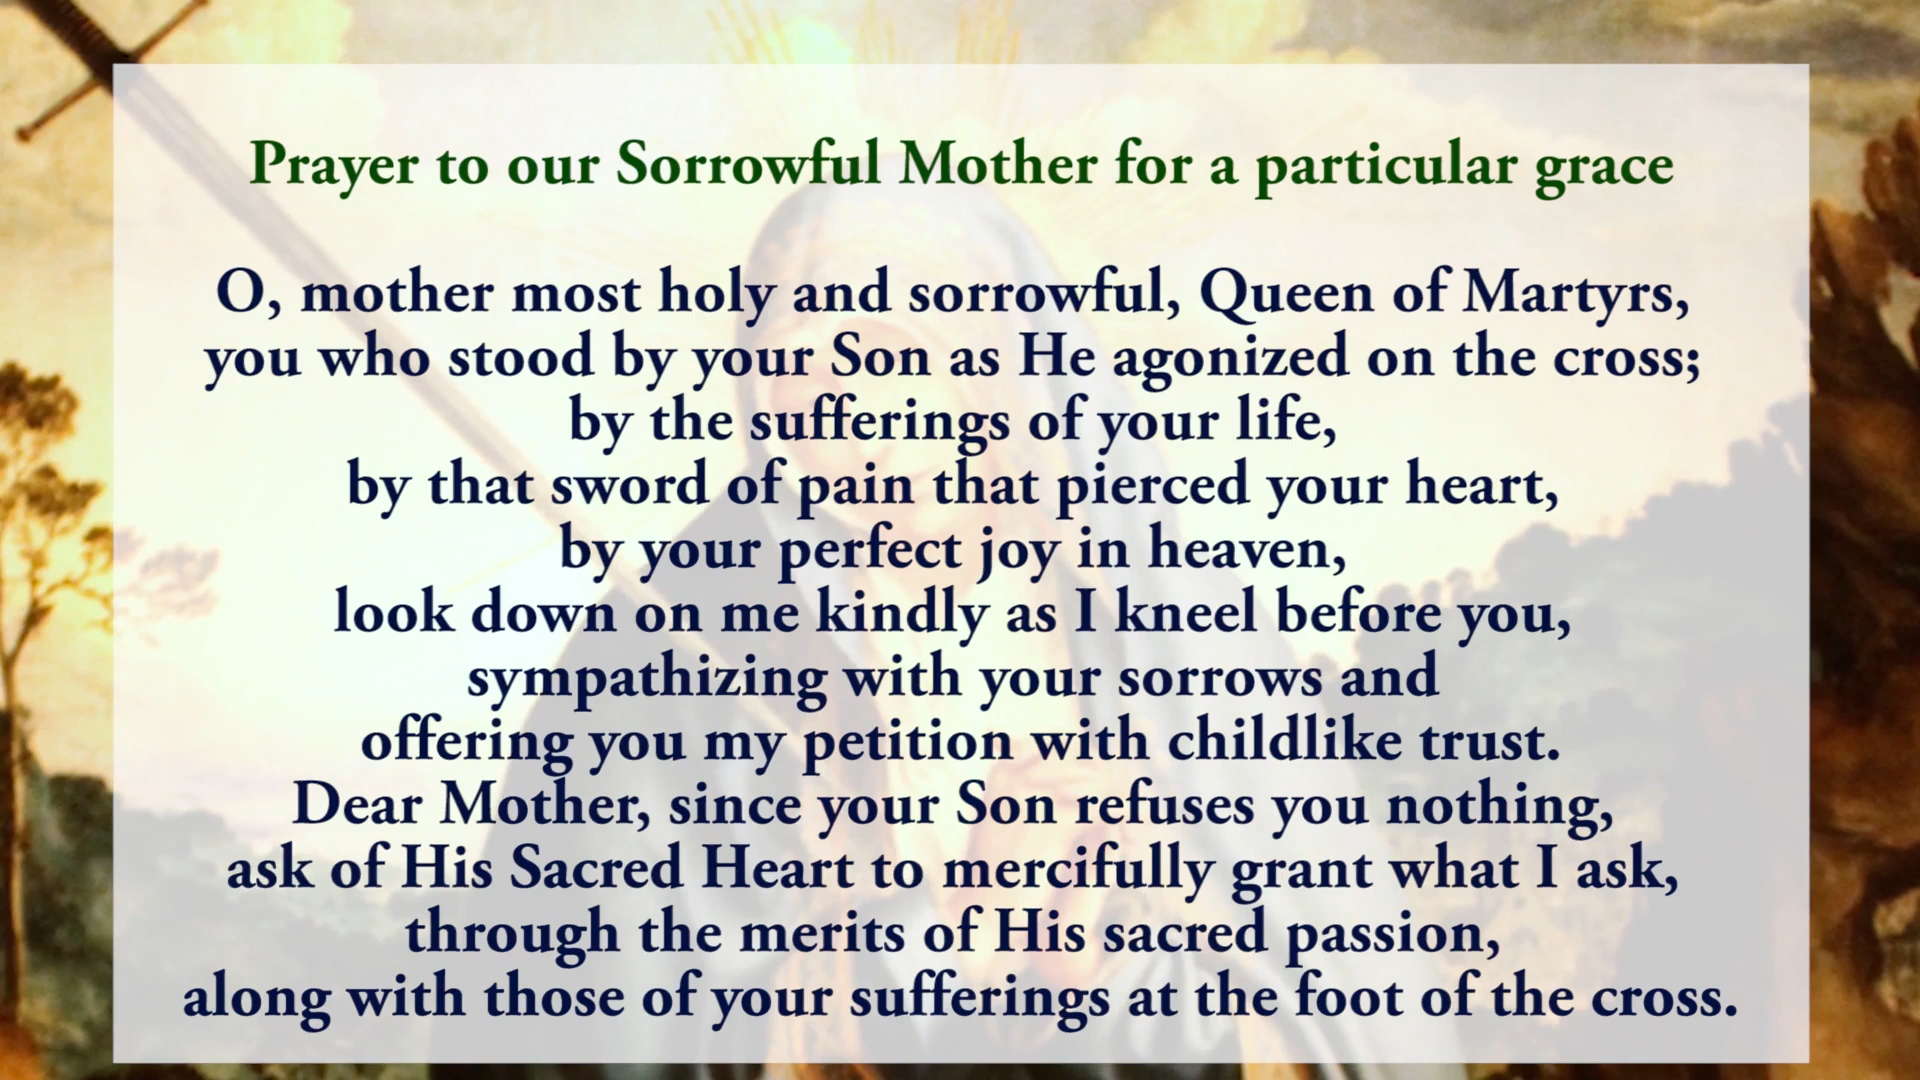 Prayer to our Sorrowful Mother for a particular grace
O, mother most holy and sorrowful, Queen of Martyrs,
you who stood by your Son as He agonized on the cross;
by the sufferings of your life,
by that sword of pain that pierced your heart,
by your perfect joy in heaven,
look down on me kindly as I kneel before you,
sympathizing with your sorrows and
offering you my petition with childlike trust.
Dear Mother, since your Son refuses you nothing,
ask of His Sacred Heart to mercifully grant what I ask,
through the merits of His sacred passion,
along with those of your sufferings at the foot of the cross.